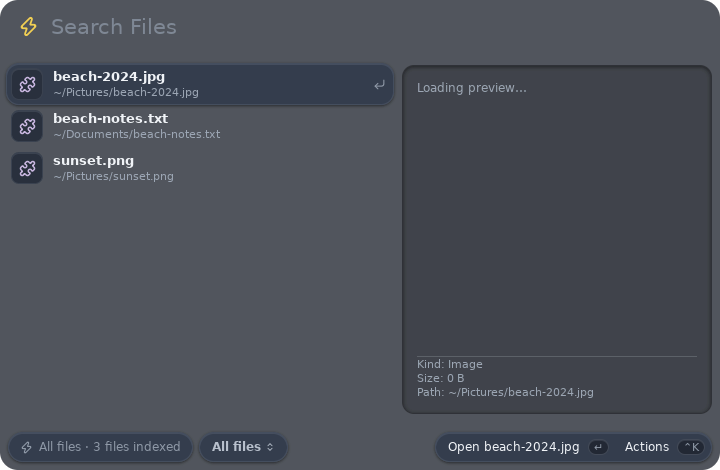 Search Files
beach-2024.jpg
~/Pictures/beach-2024.jpg
beach-notes.txt
~/Documents/beach-notes.txt
sunset.png
~/Pictures/sunset.png
Loading preview...
Kind: Image
Size: 0 B
Path: ~/Pictures/beach-2024.jpg
All files · 3 files indexed
All files
Open beach-2024.jpg ↵ Actions ^K